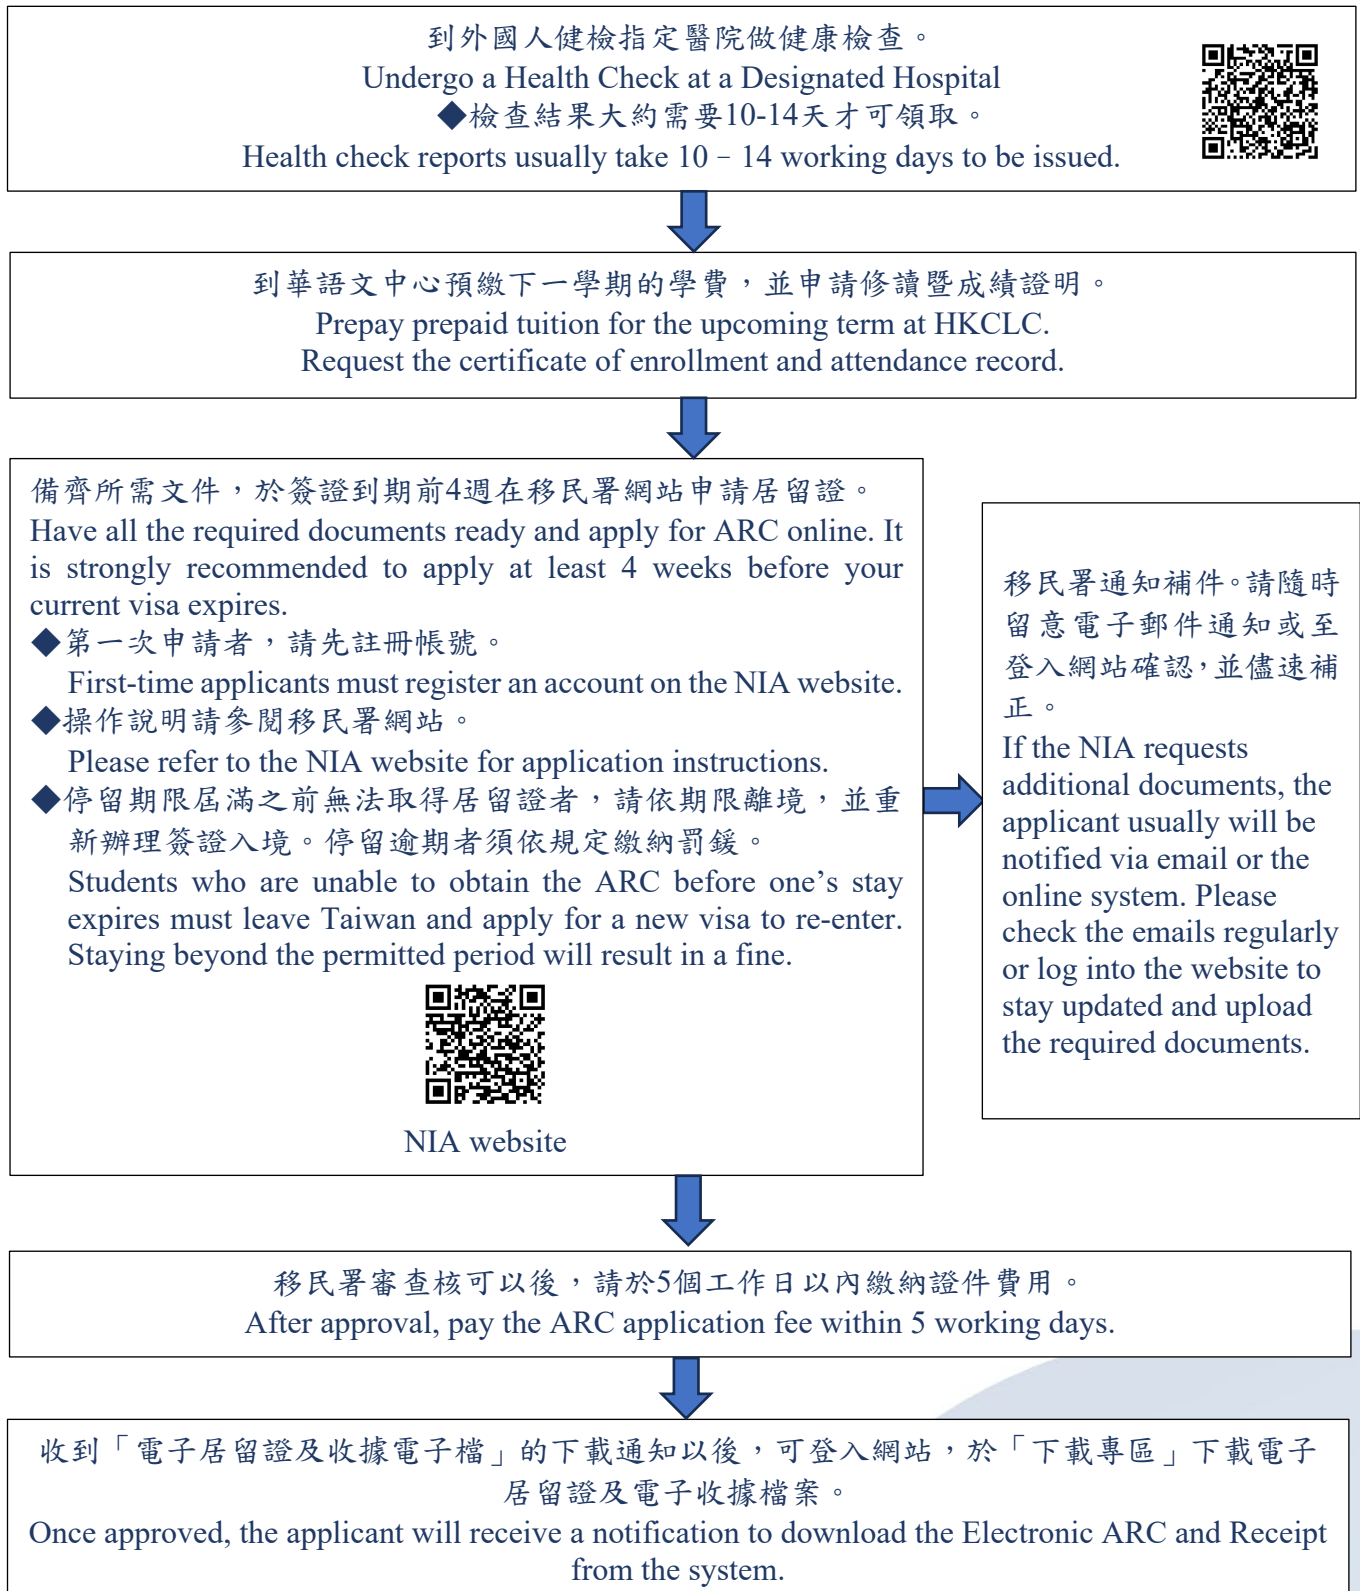 到外國人健檢指定醫院做健康檢查。
Undergo a Health Check at a Designated Hospital
◆檢查結果大約需要10-14天才可領取。
Health check reports usually take 10 – 14 working days to be issued.
到華語文中心預繳下一學期的學費，並申請修讀暨成績證明。
Prepay prepaid tuition for the upcoming term at HKCLC.
Request the certificate of enrollment and attendance record.
備齊所需文件，於簽證到期前4週在移民署網站申請居留證。
Have all the required documents ready and apply for ARC online. It
is strongly recommended to apply at least 4 weeks before your
current visa expires.
◆第一次申請者，請先註冊帳號。
First-time applicants must register an account on the NIA website.
◆操作說明請參閱移民署網站。
Please refer to the NIA website for application instructions.
◆停留期限屆滿之前無法取得居留證者，請依期限離境，並重
新辦理簽證入境。停留逾期者須依規定繳納罰鍰。
Students who are unable to obtain the ARC before one’s stay
expires must leave Taiwan and apply for a new visa to re-enter.
Staying beyond the permitted period will result in a fine.
NIA website
移民署通知補件。請隨時
留意電子郵件通知或至
登入網站確認，並儘速補
正。
If the NIA requests
additional documents, the
applicant usually will be
notified via email or the
online system. Please
check the emails regularly
or log into the website to
stay updated and upload
the required documents.
移民署審查核可以後，請於5個工作日以內繳納證件費用。
After approval, pay the ARC application fee within 5 working days.
收到「電子居留證及收據電子檔」的下載通知以後，可登入網站，於「下載專區」下載電子
居留證及電子收據檔案。
Once approved, the applicant will receive a notification to download the Electronic ARC and Receipt
from the system.